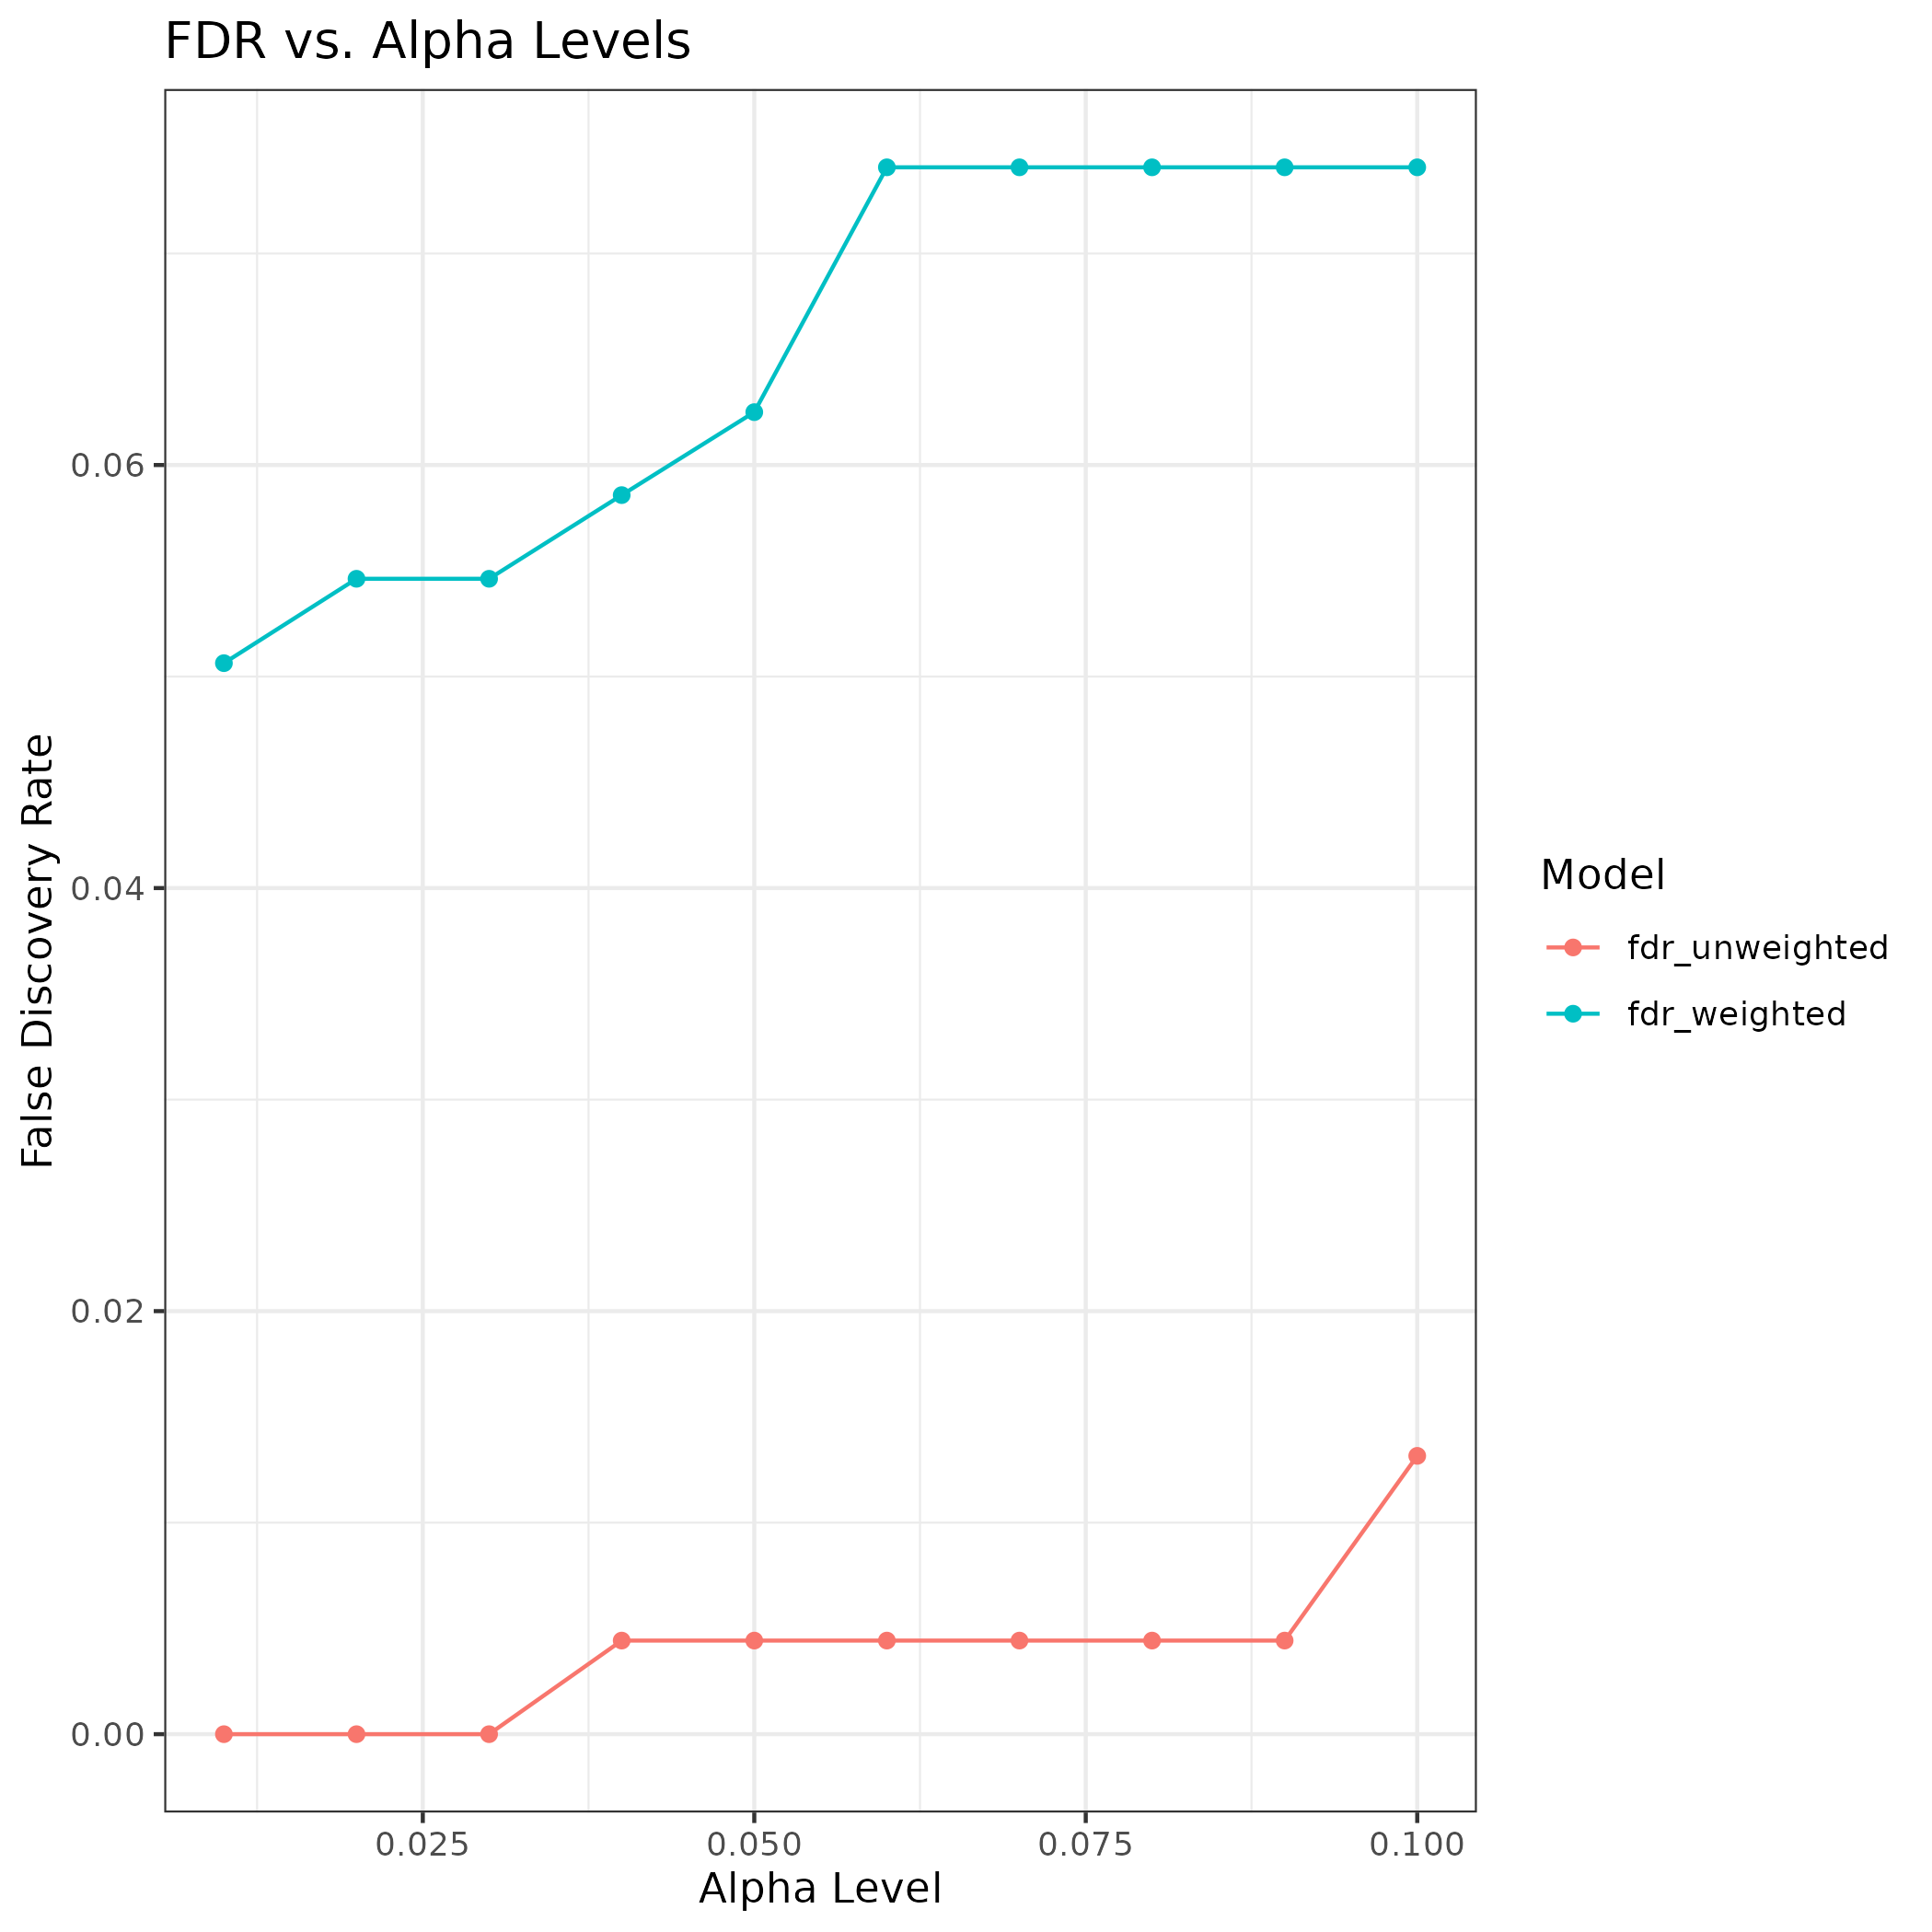 FDR vs. Alpha Levels
False Discovery Rate
0.06
0.04
0.02
0.00
0.025 0.050 0.075 0.100
Alpha Level
Model
fdr_unweighted
fdr_weighted